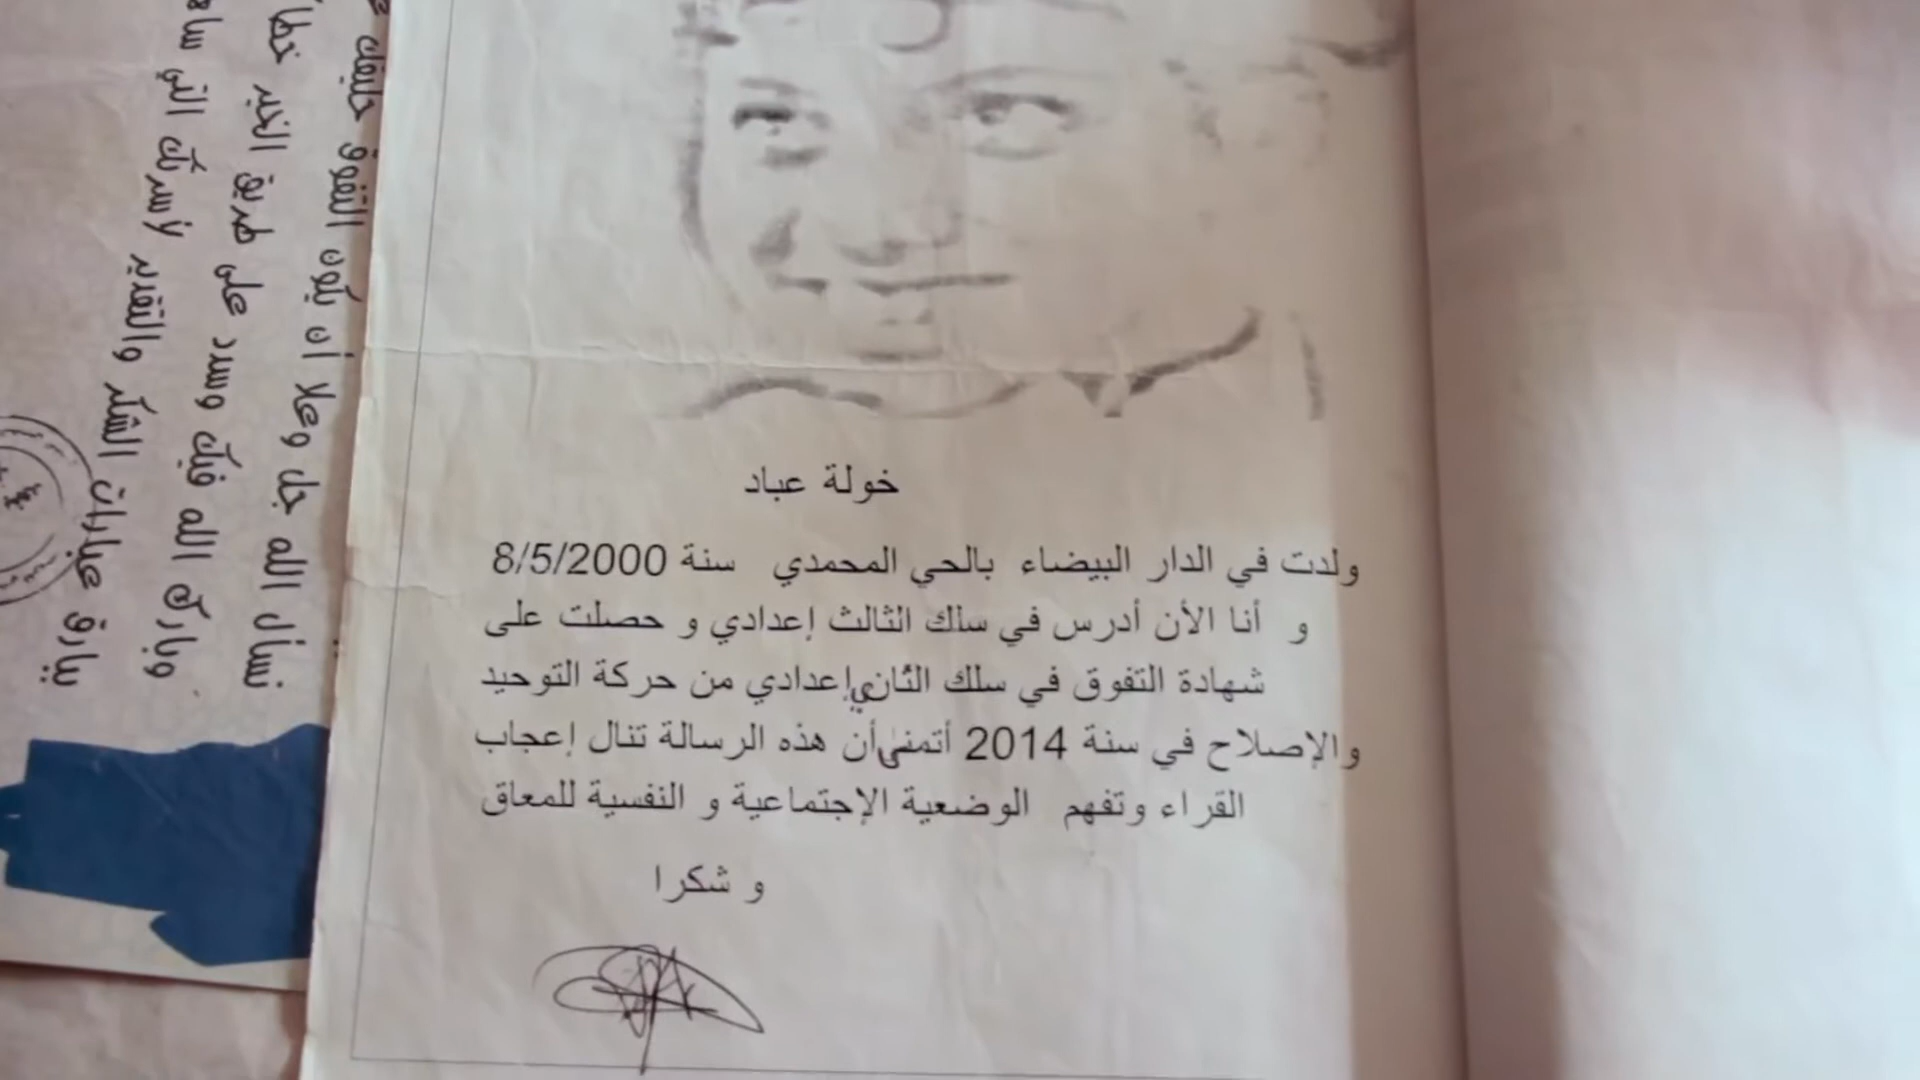 خولة عباد
ولدت في الدار البيضاء بالحي المحمدي سنة 8/5/2000
و أنا الأن أدرس في سلك الثالث إعدادي و حصلت على
شهادة التفوق في سلك الثاني إعدادي من حركة التوحيد
والإصلاح في سنة 2014 أتمنى أن هذه الرسالة تنال إعجاب
القراء وتفهم الوضعية الإجتماعية و النفسية للمعاق
و شكرا
نسأل الله جل وعلا أن يكون التفوق حليفك
وبارك الله فيك وسدد على طريق الخير
بيارق عبارات الشكر والتقدير لأسرتك التي